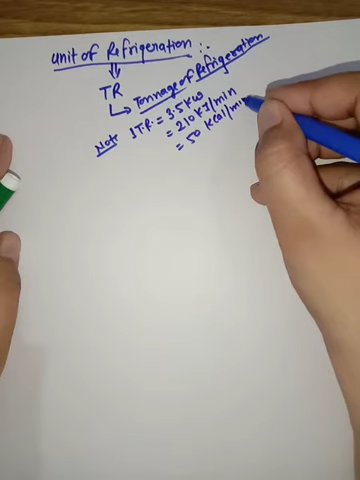 Unit of Refrigeration :.
⇓
TR
↳ Tonnage of Refrigeration
Note 1T.R. = 3.5 kw
= 210 kJ/min
= 50 kcal/min